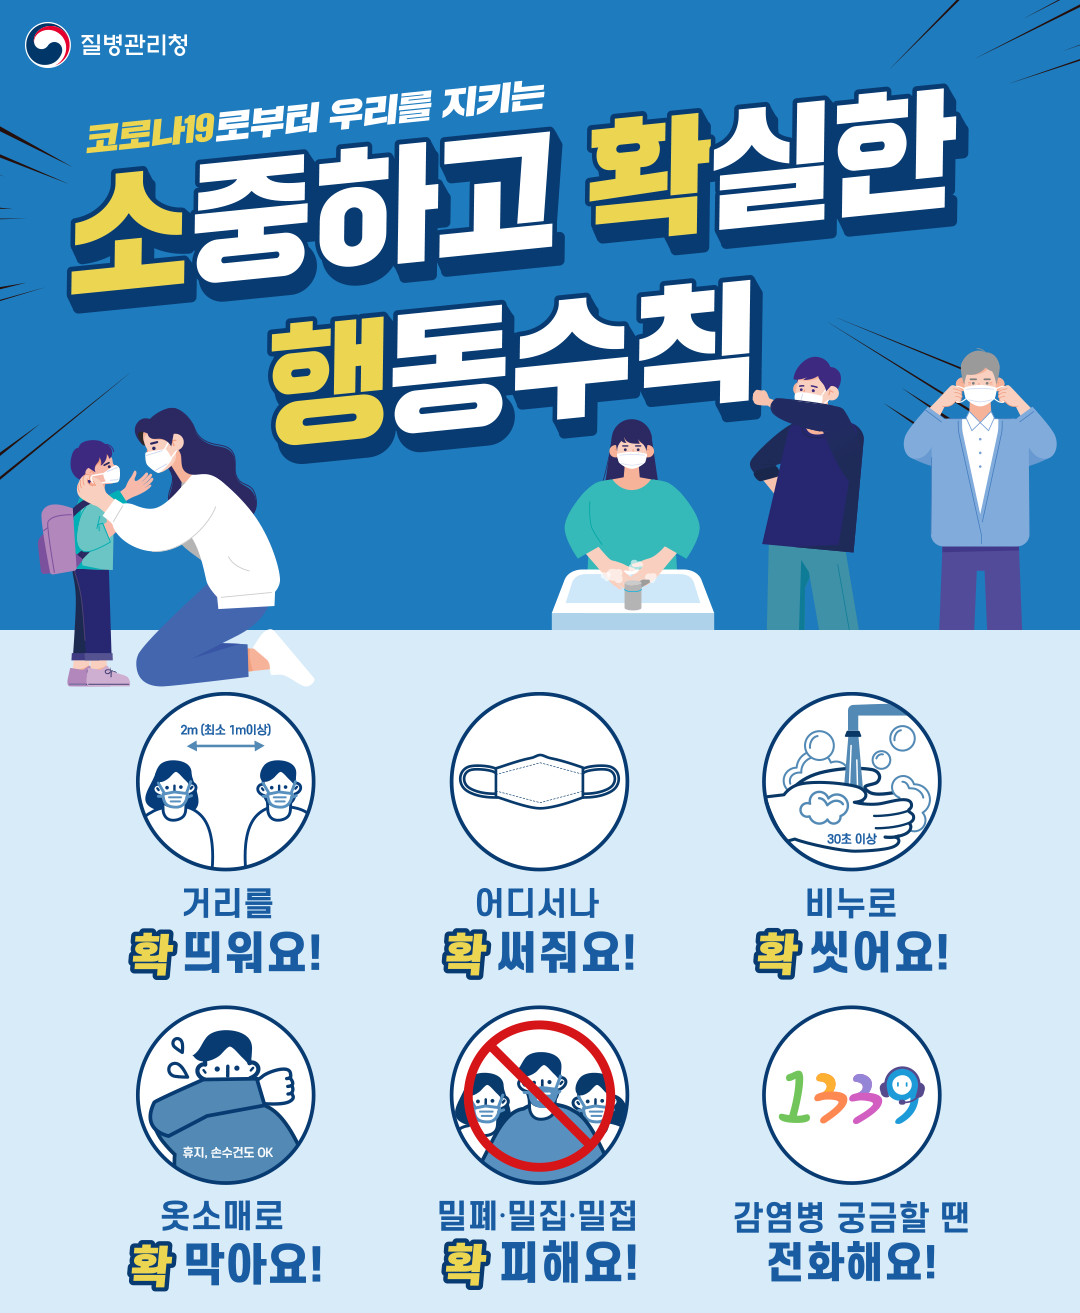 질병관리청
코로나19로부터 우리를 지키는
소중하고 확실한
행동수칙
2m (최소 1m이상)
거리를
확 띄워요!
어디서나
확 써줘요!
30초 이상
비누로
확 씻어요!
휴지, 손수건도 OK
옷소매로
확 막아요!
밀폐·밀집·밀접
확 피해요!
1339
감염병 궁금할 땐
전화해요!